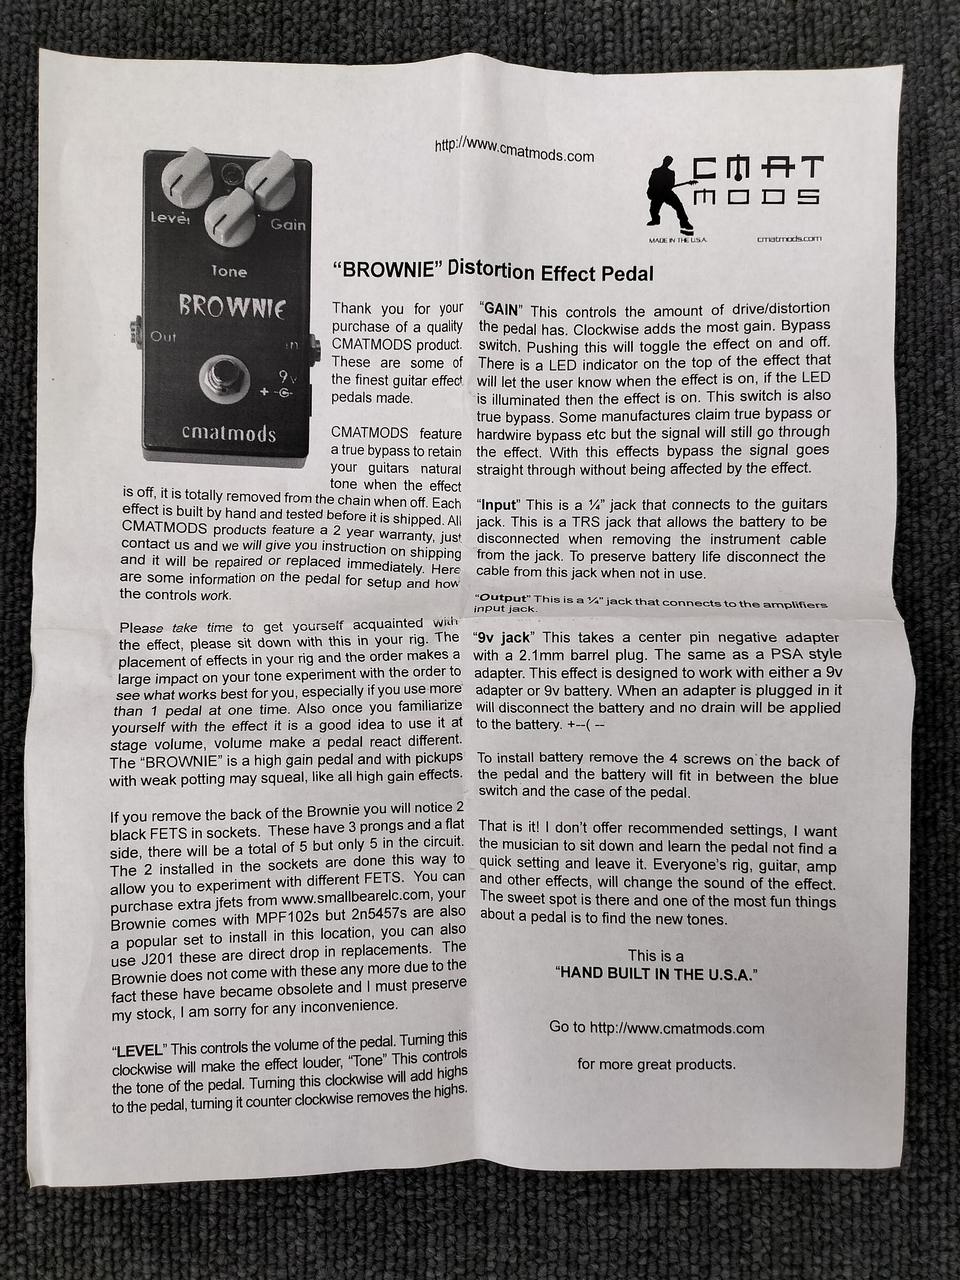 http://www.cmatmods.com
CMAT
MODS
MADE IN THE U.S.A.
cmatmods.com
Level
Gain
Tone
BROWNIE
Out
in
9v
+
cmatmods
“BROWNIE” Distortion Effect Pedal
Thank you for your
purchase of a quality
CMATMODS product.
These are some of
the finest guitar effect
pedals made.
CMATMODS feature
a true bypass to retain
your guitars natural
tone when the effect
is off, it is totally removed from the chain when off. Each
effect is built by hand and tested before it is shipped. All
CMATMODS products feature a 2 year warranty, just
contact us and we will give you instruction on shipping
and it will be repaired or replaced immediately. Here
are some information on the pedal for setup and how
the controls work.
Please take time to get yourself acquainted with
the effect, please sit down with this in your rig. The
placement of effects in your rig and the order makes a
large impact on your tone experiment with the order to
see what works best for you, especially if you use more
than 1 pedal at one time. Also once you familiarize
yourself with the effect it is a good idea to use it at
stage volume, volume make a pedal react different.
The “BROWNIE” is a high gain pedal and with pickups
with weak potting may squeal, like all high gain effects.
If you remove the back of the Brownie you will notice 2
black FETS in sockets. These have 3 prongs and a flat
side, there will be a total of 5 but only 5 in the circuit.
The 2 installed in the sockets are done this way to
allow you to experiment with different FETS. You can
purchase extra jfets from www.smallbearelc.com, your
Brownie comes with MPF102s but 2n5457s are also
a popular set to install in this location, you can also
use J201 these are direct drop in replacements. The
Brownie does not come with these any more due to the
fact these have became obsolete and I must preserve
my stock, I am sorry for any inconvenience.
“LEVEL” This controls the volume of the pedal. Turning this
clockwise will make the effect louder, “Tone” This controls
the tone of the pedal. Turning this clockwise will add highs
to the pedal, turning it counter clockwise removes the highs.
“GAIN” This controls the amount of drive/distortion
the pedal has. Clockwise adds the most gain. Bypass
switch. Pushing this will toggle the effect on and off.
There is a LED indicator on the top of the effect that
will let the user know when the effect is on, if the LED
is illuminated then the effect is on. This switch is also
true bypass. Some manufactures claim true bypass or
hardwire bypass etc but the signal will still go through
the effect. With this effects bypass the signal goes
straight through without being affected by the effect.
“Input” This is a ¼” jack that connects to the guitars
jack. This is a TRS jack that allows the battery to be
disconnected when removing the instrument cable
from the jack. To preserve battery life disconnect the
cable from this jack when not in use.
“Output” This is a ¼” jack that connects to the amplifiers
input jack.
“9v jack” This takes a center pin negative adapter
with a 2.1mm barrel plug. The same as a PSA style
adapter. This effect is designed to work with either a 9v
adapter or 9v battery. When an adapter is plugged in it
will disconnect the battery and no drain will be applied
to the battery. +--( --
To install battery remove the 4 screws on the back of
the pedal and the battery will fit in between the blue
switch and the case of the pedal.
That is it! I don’t offer recommended settings, I want
the musician to sit down and learn the pedal not find a
quick setting and leave it. Everyone’s rig, guitar, amp
and other effects, will change the sound of the effect.
The sweet spot is there and one of the most fun things
about a pedal is to find the new tones.
This is a
“HAND BUILT IN THE U.S.A.”
Go to http://www.cmatmods.com
for more great products.